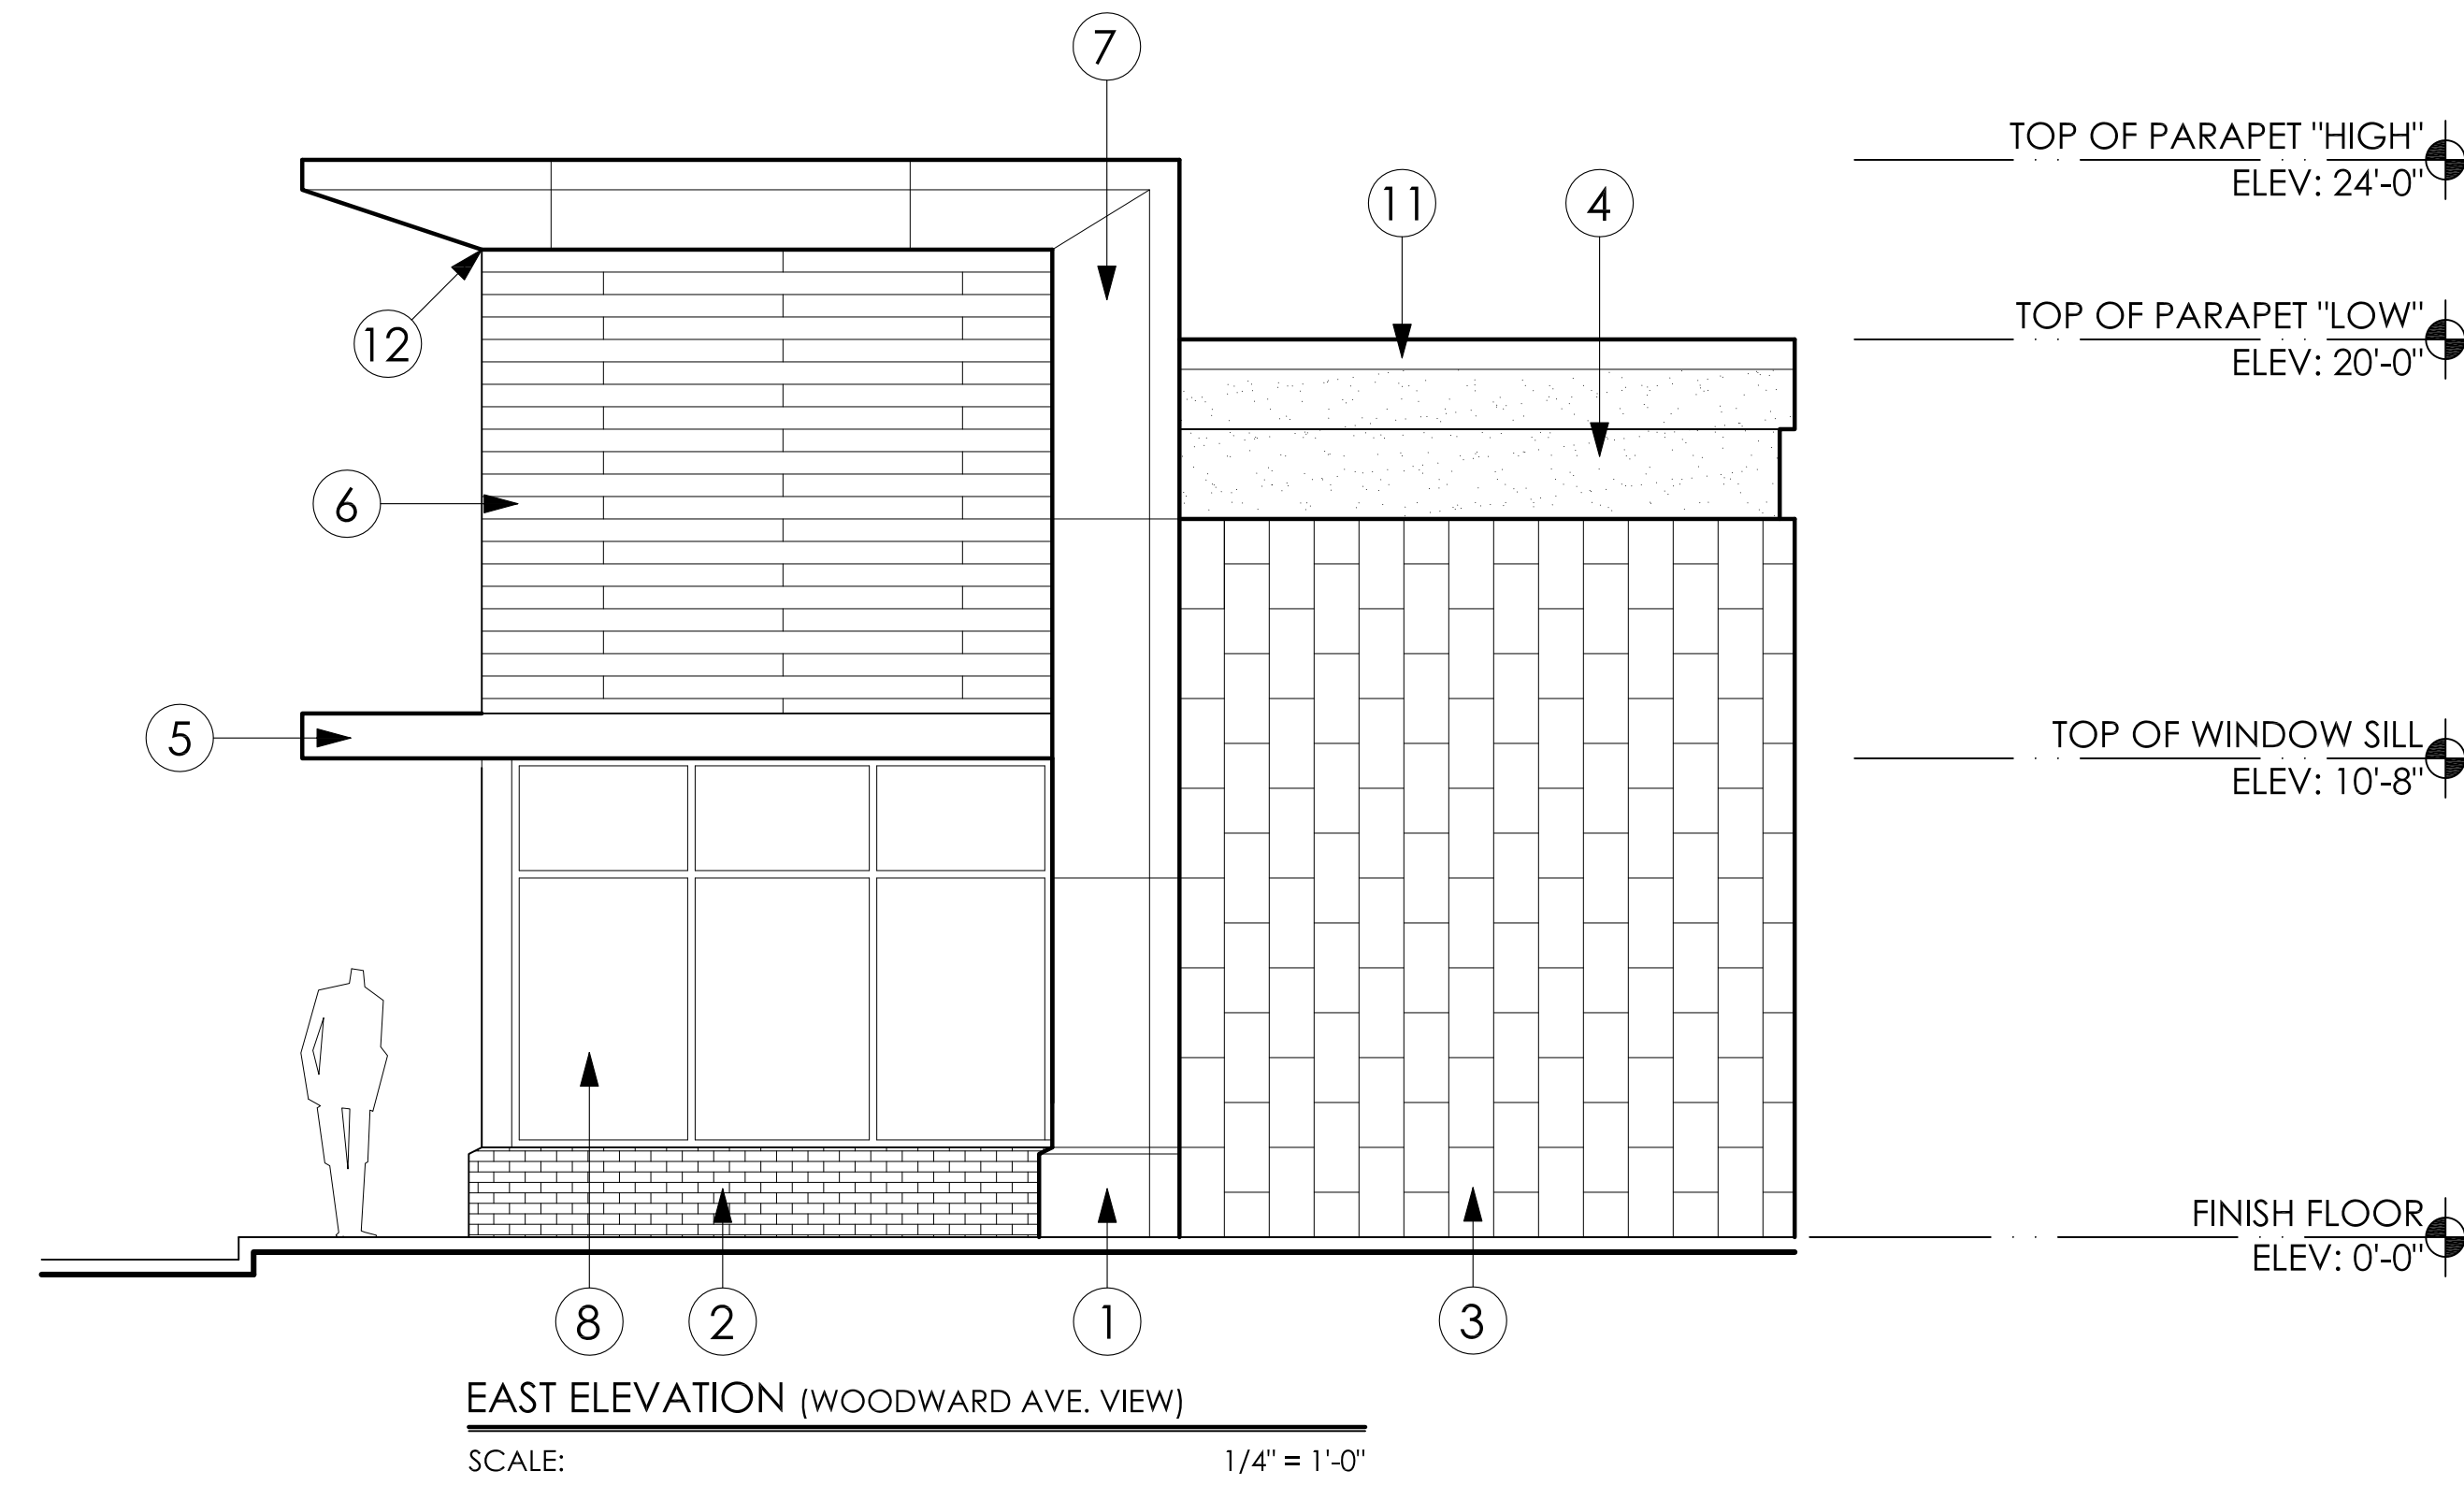 7
TOP OF PARAPET "HIGH"
ELEV: 24'-0"
11
4
12
TOP OF PARAPET "LOW"
ELEV: 20'-0"
6
5
TOP OF WINDOW SILL
ELEV: 10'-8"
FINISH FLOOR
ELEV: 0'-0"
8
2
1
3
EAST ELEVATION (WOODWARD AVE. VIEW)
SCALE: 1/4" = 1'-0"